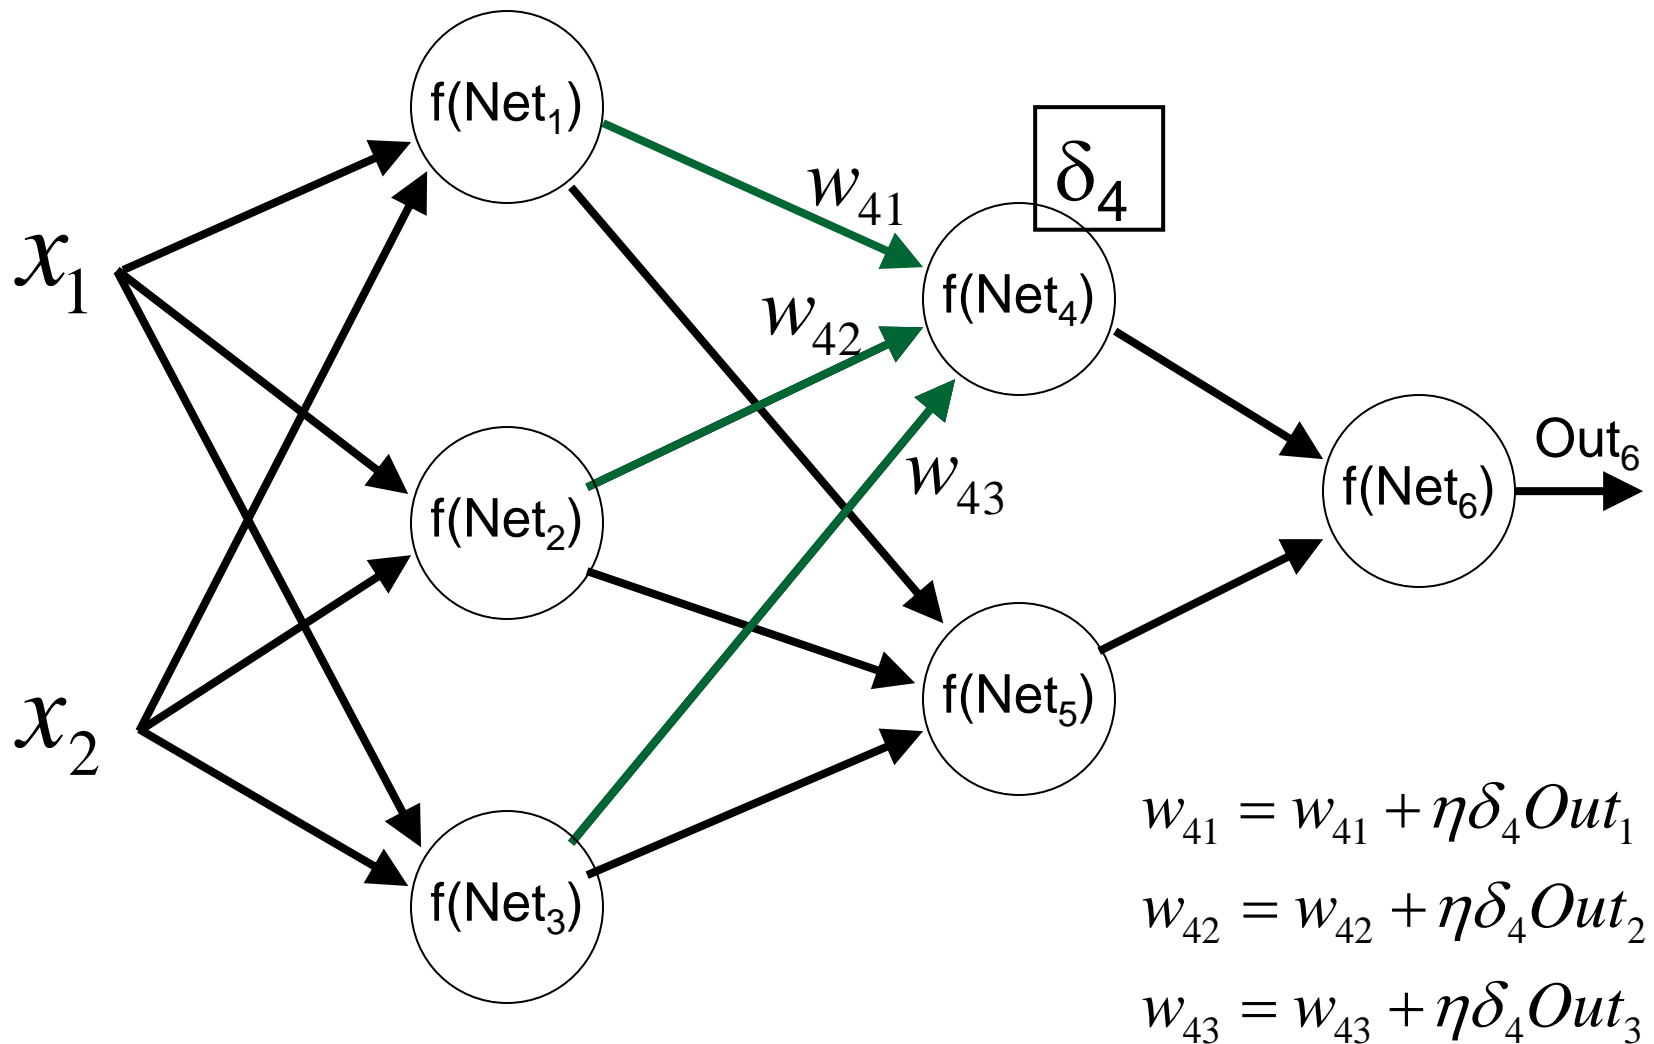 f(Net₁)
δ₄
w₄₁
x₁
f(Net₄)
w₄₂
Out₆
w₄₃
f(Net₆)
f(Net₂)
x₂
f(Net₅)
w₄₁ = w₄₁ + ηδ₄Out₁
f(Net₃)
w₄₂ = w₄₂ + ηδ₄Out₂
w₄₃ = w₄₃ + ηδ₄Out₃